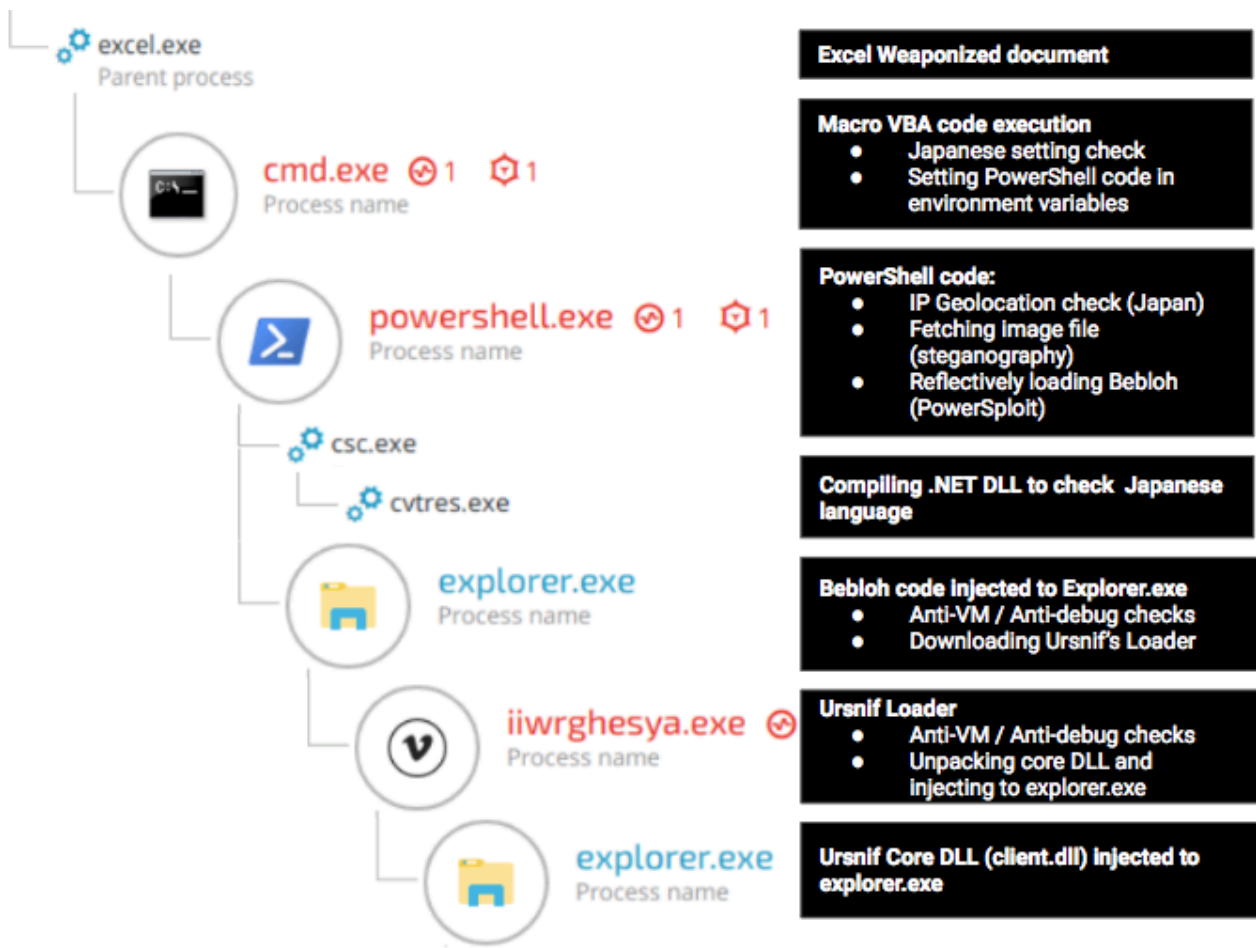 excel.exe
Parent process
Excel Weaponized document
cmd.exe 1 1
Process name
C:\_
Macro VBA code execution
● Japanese setting check
● Setting PowerShell code in
environment variables
powershell.exe 1 1
Process name
PowerShell code:
● IP Geolocation check (Japan)
● Fetching image file
(steganography)
● Reflectively loading Bebloh
(PowerSploit)
csc.exe
cvtres.exe
Compiling .NET DLL to check Japanese
language
explorer.exe
Process name
Bebloh code injected to Explorer.exe
● Anti-VM / Anti-debug checks
● Downloading Ursnif's Loader
iiwrghesya.exe
Process name
Ursnif Loader
● Anti-VM / Anti-debug checks
● Unpacking core DLL and
injecting to explorer.exe
explorer.exe
Process name
Ursnif Core DLL (client.dll) injected to
explorer.exe